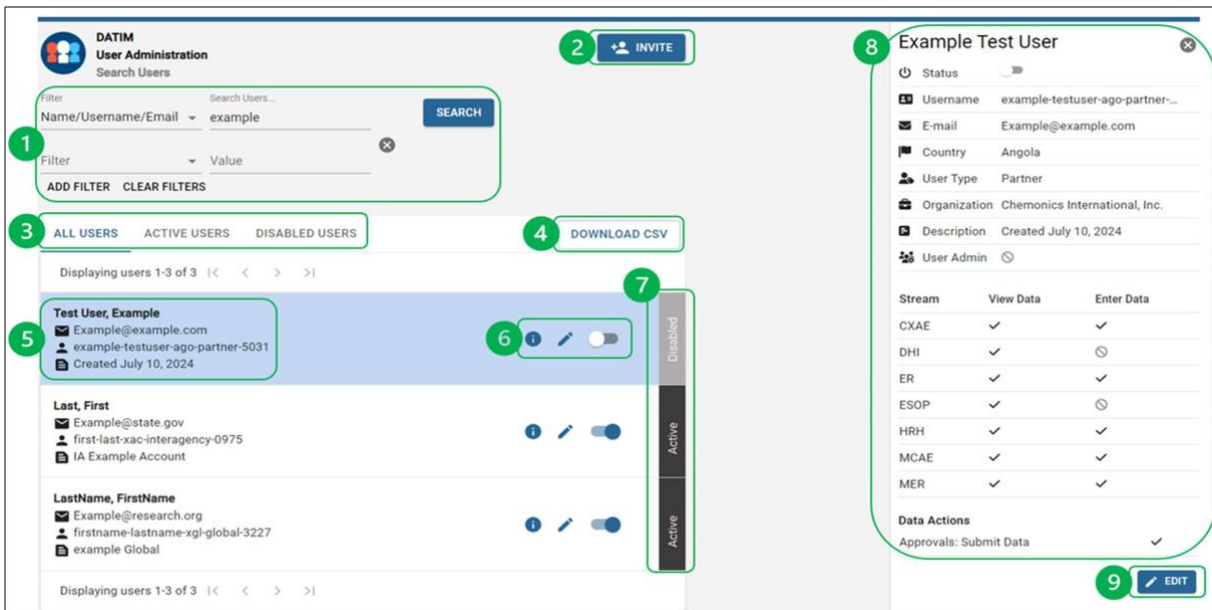 DATIM
User Administration
Search Users
2
INVITE
1
Filter
Search Users...
Name/Username/Email
example
SEARCH
Filter
Value
ADD FILTER CLEAR FILTERS
3
ALL USERS ACTIVE USERS DISABLED USERS
4
DOWNLOAD CSV
Displaying users 1-3 of 3
7
5
Test User, Example
Example@example.com
example-testuser-ago-partner-5031
Created July 10, 2024
6
Disabled
Last, First
Example@state.gov
first-last-xac-interagency-0975
IA Example Account
Active
LastName, FirstName
Example@research.org
firstname-lastname-xgl-global-3227
example Global
Active
Displaying users 1-3 of 3
8
Example Test User
Status
Username example-testuser-ago-partner-...
E-mail Example@example.com
Country Angola
User Type Partner
Organization Chemonics International, Inc.
Description Created July 10, 2024
User Admin
Stream View Data Enter Data
CXAE
DHI
ER
ESOP
HRH
MCAE
MER
Data Actions
Approvals: Submit Data
9
EDIT